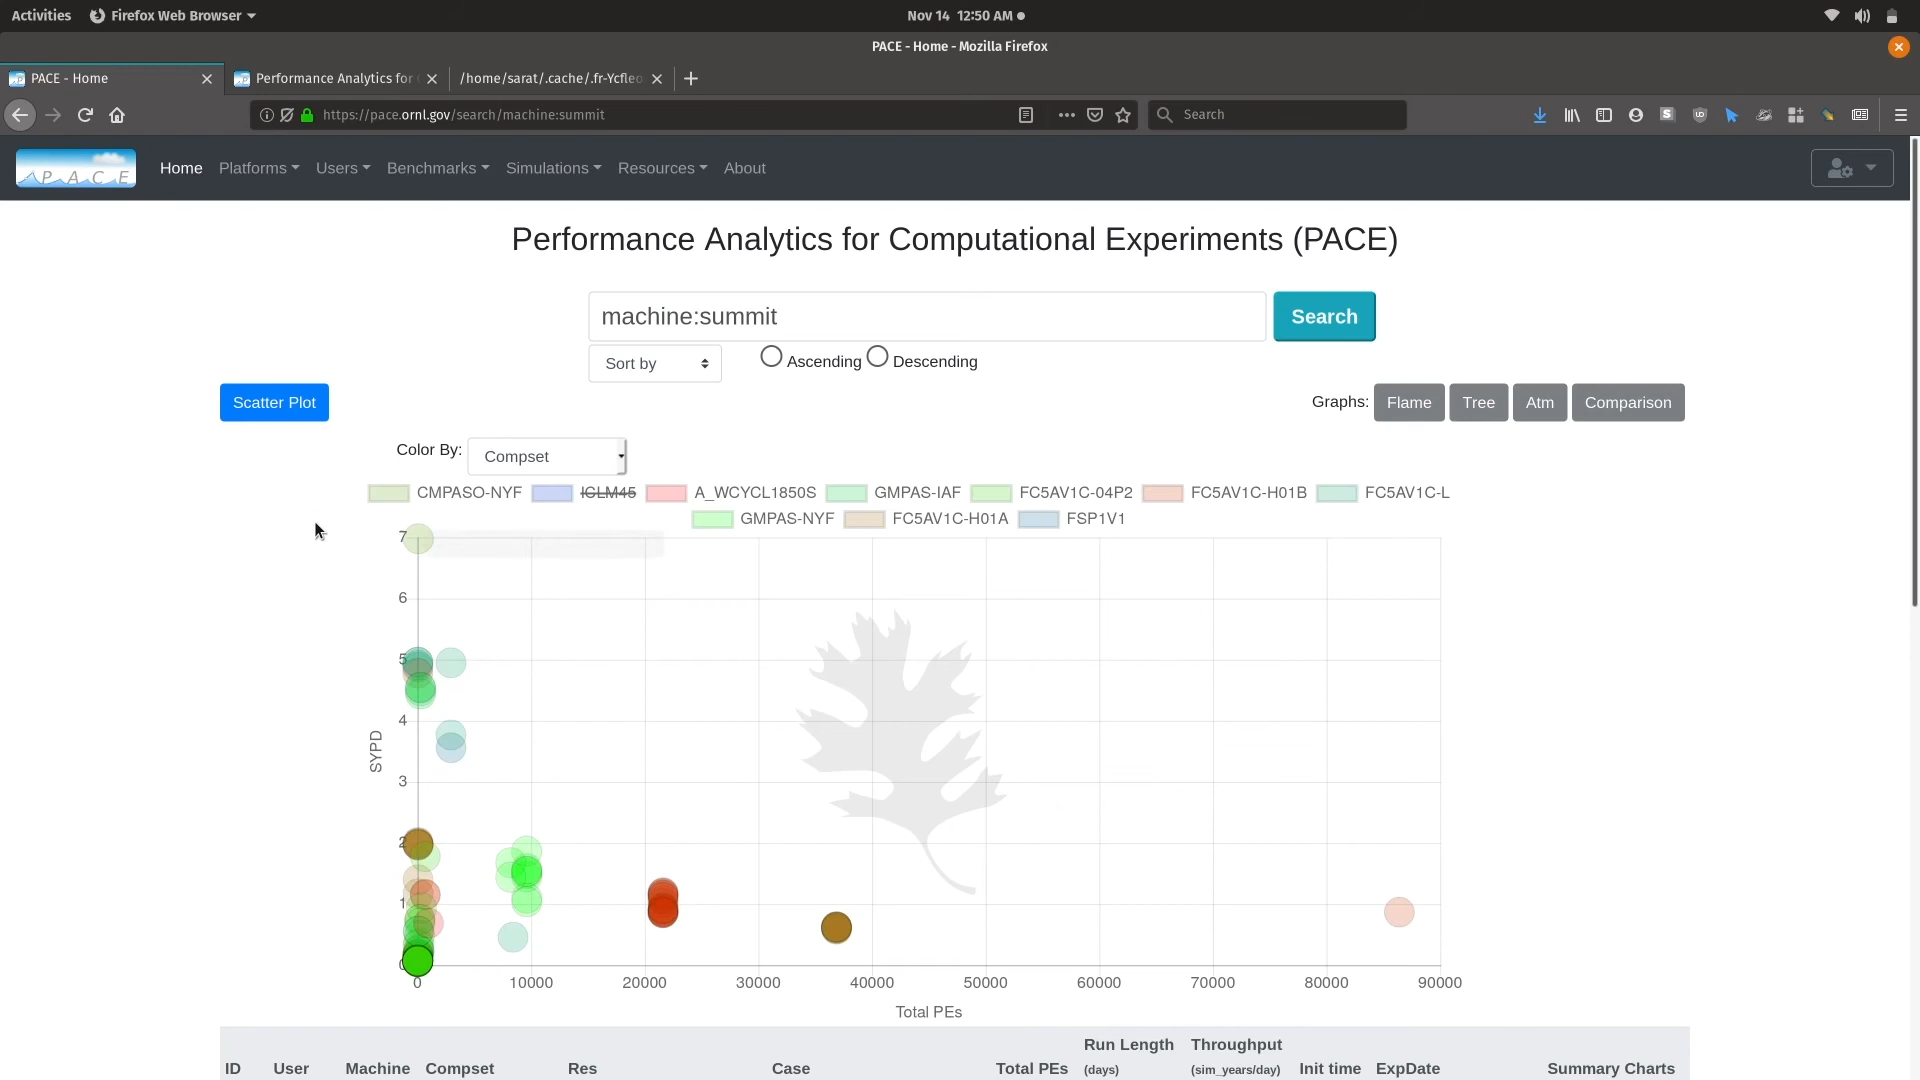 Activities Firefox Web Browser Nov 14 12:50 AM
PACE - Home - Mozilla Firefox
PACE - Home Performance Analytics for /home/sarat/.cache/.fr-Ycfleo
https://pace.ornl.gov/search/machine:summit Search
PACE Home Platforms Users Benchmarks Simulations Resources About
Performance Analytics for Computational Experiments (PACE)
machine:summit Search
Sort by Ascending Descending
Scatter Plot Graphs: Flame Tree Atm Comparison
Color By: Compset
CMPASO-NYF ICLM45 A_WCYCL1850S GMPAS-IAF FC5AV1C-04P2 FC5AV1C-H01B FC5AV1C-L
GMPAS-NYF FC5AV1C-H01A FSP1V1
7
6
5
4
SYPD
3
2
1
0
0 10000 20000 30000 40000 50000 60000 70000 80000 90000
Total PEs
ID User Machine Compset Res Case Total PEs Run Length (days) Throughput (sim_years/day) Init time ExpDate Summary Charts